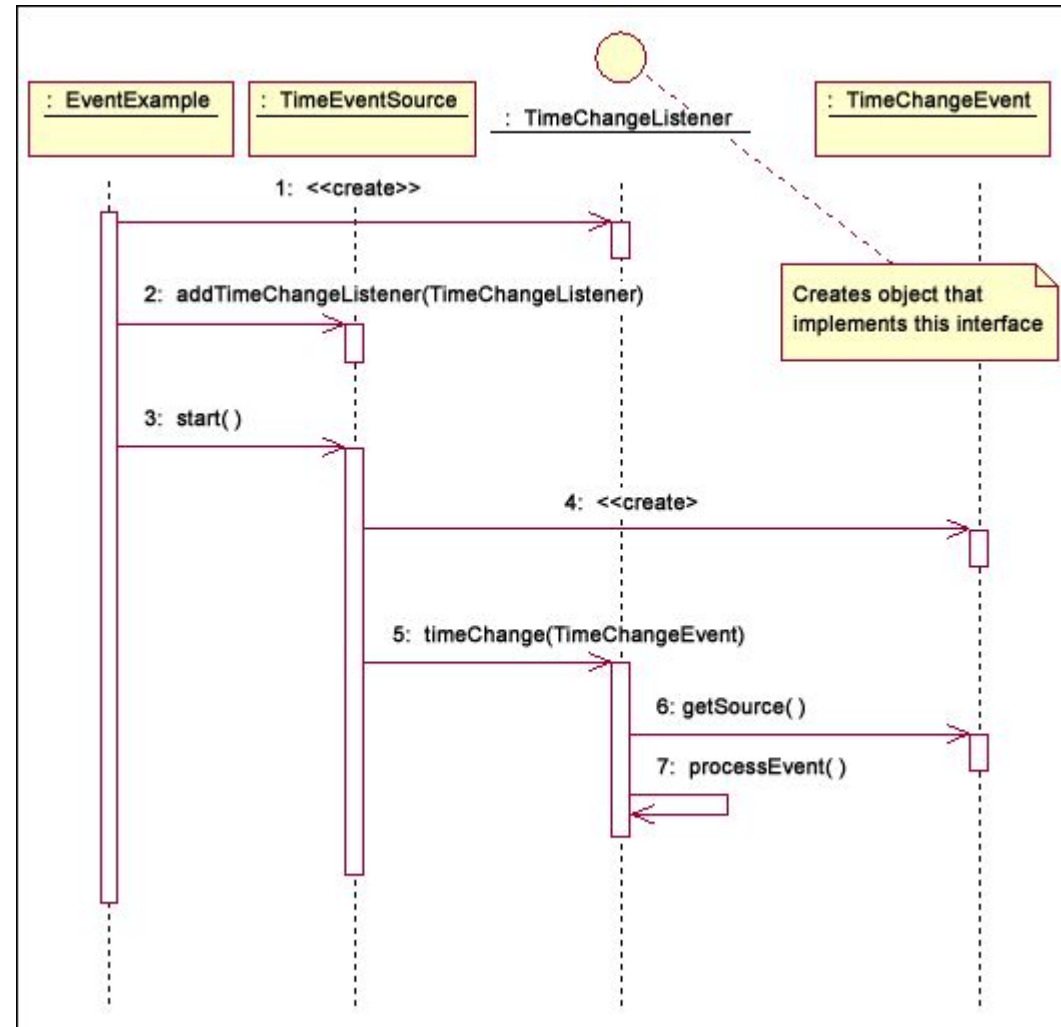 : EventExample
: TimeEventSource
: TimeChangeListener
: TimeChangeEvent
1: <<create>>
2: addTimeChangeListener(TimeChangeListener)
Creates object that
implements this interface
3: start( )
4: <<create>
5: timeChange(TimeChangeEvent)
6: getSource( )
7: processEvent( )